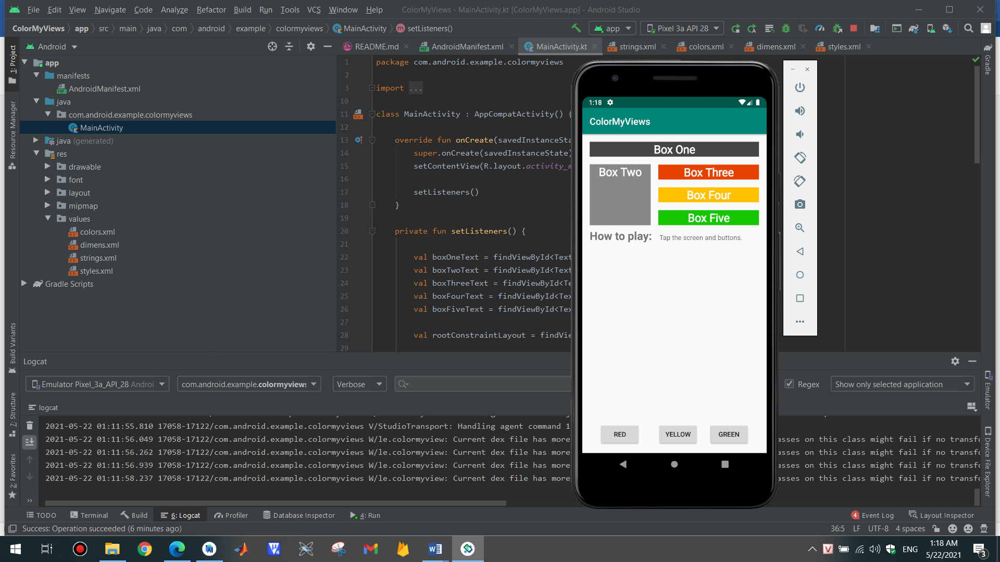 File Edit View Navigate Code Analyze Refactor Build Run Tools VCS Window Help ColorMyViews - MainActivity.kt [ColorMyViews.app] - Android Studio
ColorMyViews app src main java com android example colormyviews MainActivity setListeners() app Pixel 3a API 28
Android
README.md AndroidManifest.xml MainActivity.kt strings.xml colors.xml dimens.xml styles.xml
1: Project
Resource Manager
Build Variants
7: Structure
2: Favorites
app
manifests
AndroidManifest.xml
java
com.android.example.colormyviews
MainActivity
java (generated)
res
drawable
font
layout
mipmap
values
colors.xml
dimens.xml
strings.xml
styles.xml
Gradle Scripts
1 package com.android.example.colormyviews
2
3 import ...
10
11 class MainActivity : AppCompatActivity() {
12
13 override fun onCreate(savedInstanceSta
14 super.onCreate(savedInstanceState)
15 setContentView(R.layout.activity_m
16
17 setListeners()
18 }
19
20 private fun setListeners() {
21
22 val boxOneText = findViewById<Text
23 val boxTwoText = findViewById<Text
24 val boxThreeText = findViewById<Te
25 val boxFourText = findViewById<Tex
26 val boxFiveText = findViewById<Tex
27
28 val rootConstraintLayout = findVie
29
1:18
ColorMyViews
Box One
Box Two
Box Three
Box Four
Box Five
How to play: Tap the screen and buttons.
RED YELLOW GREEN
Gradle
Emulator
Device File Explorer
Logcat
Emulator Pixel_3a_API_28 Androi com.android.example.colormyviews Verbose Regex Show only selected application
logcat
2021-05-22 01:11:55.810 17058-17122/com.android.example.colormyviews V/StudioTransport: Handling agent command 1
2021-05-22 01:11:56.049 17058-17122/com.android.example.colormyviews W/le.colormyview: Current dex file has more asses on this class might fail if no transfo
2021-05-22 01:11:56.262 17058-17122/com.android.example.colormyviews W/le.colormyview: Current dex file has more asses on this class might fail if no transfo
2021-05-22 01:11:56.939 17058-17122/com.android.example.colormyviews W/le.colormyview: Current dex file has more asses on this class might fail if no transfo
2021-05-22 01:11:58.237 17058-17122/com.android.example.colormyviews W/le.colormyview: Current dex file has more asses on this class might fail if no transfo
TODO Terminal Build 6: Logcat Profiler Database Inspector 4: Run 4 Event Log Layout Inspector
Success: Operation succeeded (6 minutes ago) 36:5 LF UTF-8 4 spaces
ENG 1:18 AM
5/22/2021 3